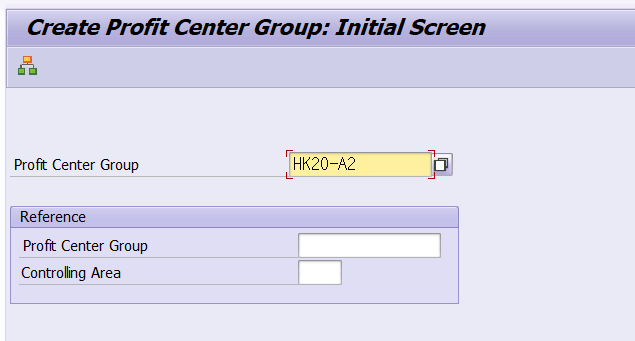 Create Profit Center Group: Initial Screen
Profit Center Group HK20-A2
Reference
Profit Center Group
Controlling Area